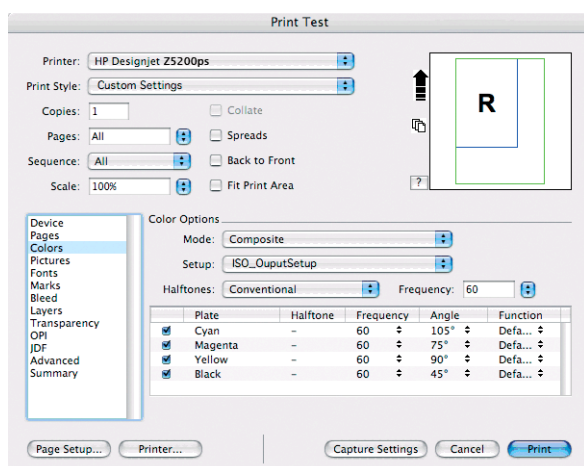 Print Test
Printer: HP Designjet Z5200ps
Print Style: Custom Settings
Copies: 1 Collate
Pages: All Spreads
Sequence: All Back to Front
Scale: 100% Fit Print Area
R
?
Device
Pages
Colors
Pictures
Fonts
Marks
Bleed
Layers
Transparency
OPI
JDF
Advanced
Summary
Color Options
Mode: Composite
Setup: ISO_OuputSetup
Halftones: Conventional Frequency: 60
Plate Halftone Frequency Angle Function
Cyan – 60 105° Defa...
Magenta – 60 75° Defa...
Yellow – 60 90° Defa...
Black – 60 45° Defa...
Page Setup... Printer... Capture Settings Cancel Print